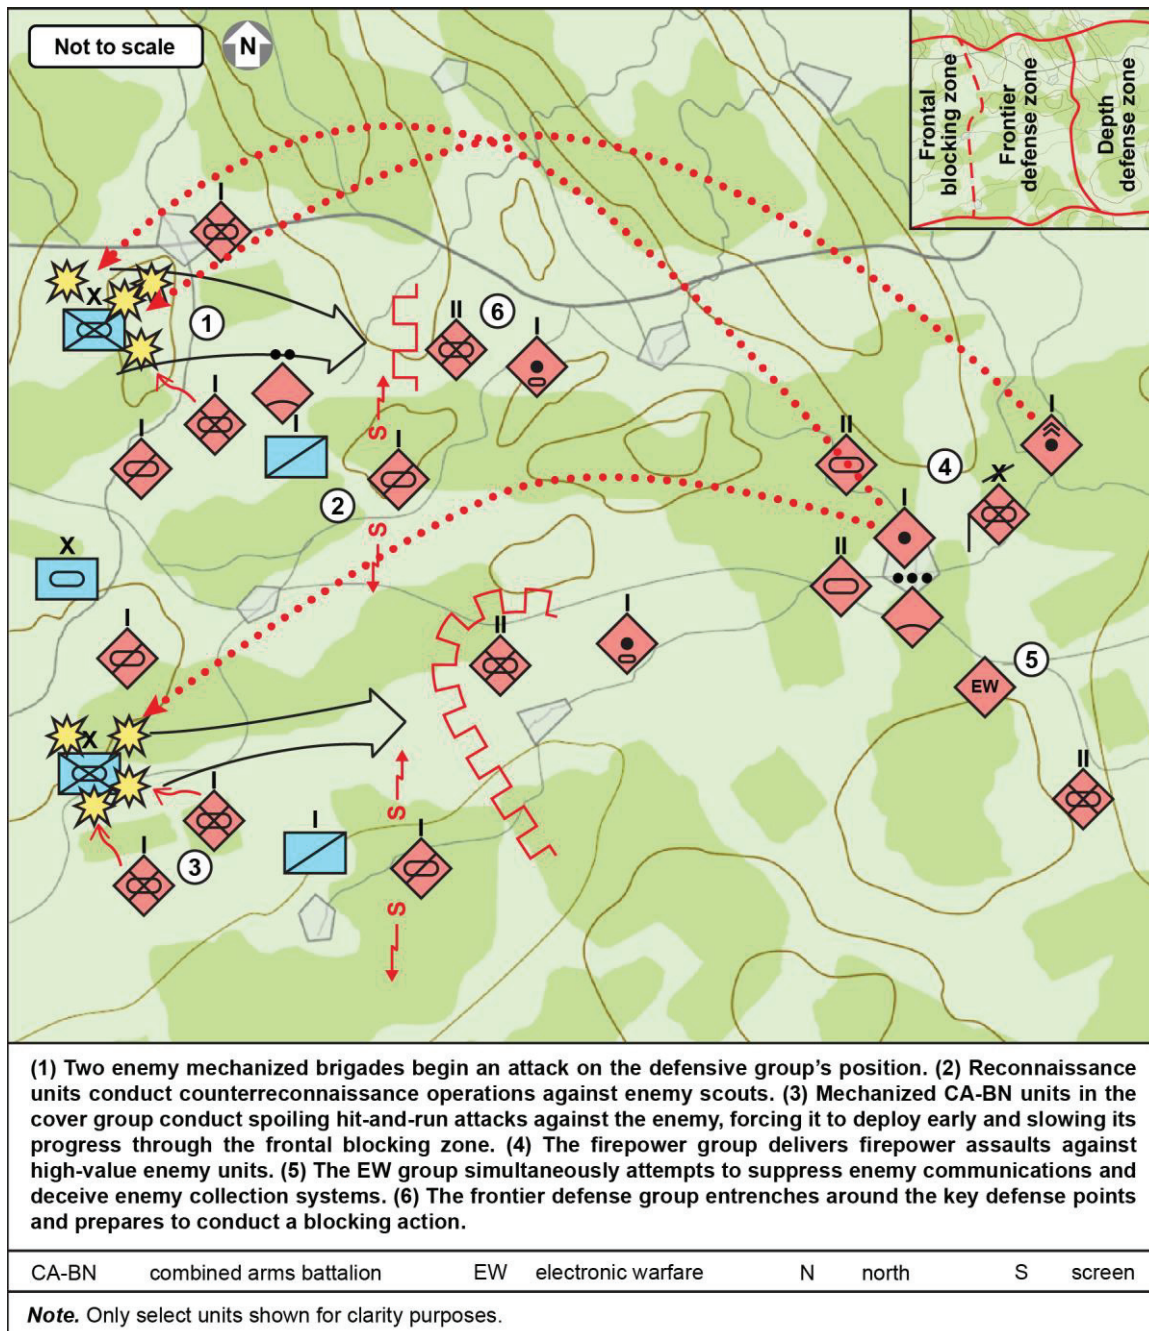 Not to scale
N
Frontal
blocking zone
Frontier
defense zone
Depth
defense zone
I
X
1
II
6
I
I
I
I
S
I
2
S
II
4
I
X
I
X
II
I
I
II
I
EW
5
X
I
I
3
S
I
I
S
II
(1) Two enemy mechanized brigades begin an attack on the defensive group’s position. (2) Reconnaissance
units conduct counterreconnaissance operations against enemy scouts. (3) Mechanized CA-BN units in the
cover group conduct spoiling hit-and-run attacks against the enemy, forcing it to deploy early and slowing its
progress through the frontal blocking zone. (4) The firepower group delivers firepower assaults against
high-value enemy units. (5) The EW group simultaneously attempts to suppress enemy communications and
deceive enemy collection systems. (6) The frontier defense group entrenches around the key defense points
and prepares to conduct a blocking action.
CA-BN combined arms battalion EW electronic warfare N north S screen
Note. Only select units shown for clarity purposes.